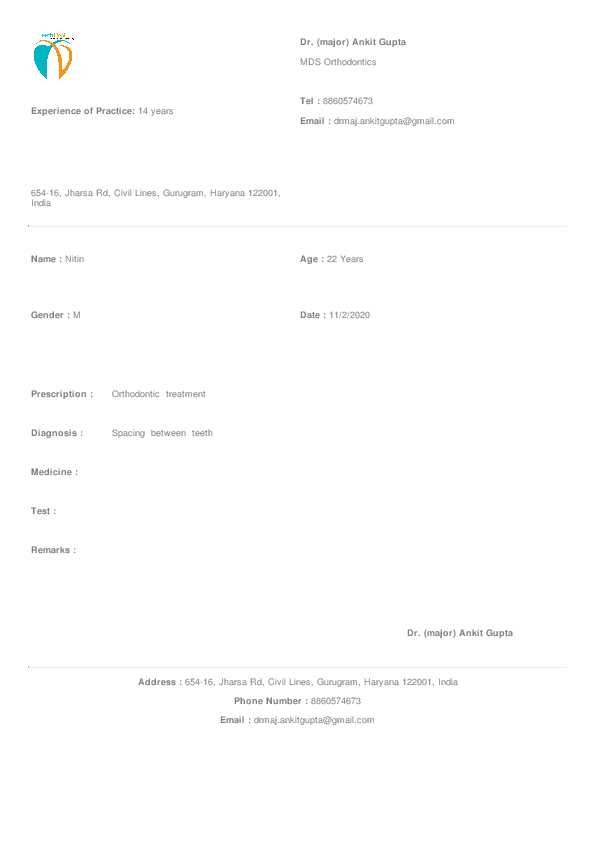 Dr. (major) Ankit Gupta
MDS Orthodontics
Tel : 8860574673
Experience of Practice: 14 years
Email : drmaj.ankitgupta@gmail.com
654-16, Jharsa Rd, Civil Lines, Gurugram, Haryana 122001,
India
Name : Nitin
Age : 22 Years
Gender : M
Date : 11/2/2020
Prescription : Orthodontic treatment
Diagnosis : Spacing between teeth
Medicine :
Test :
Remarks :
Dr. (major) Ankit Gupta
Address : 654-16, Jharsa Rd, Civil Lines, Gurugram, Haryana 122001, India
Phone Number : 8860574673
Email : drmaj.ankitgupta@gmail.com